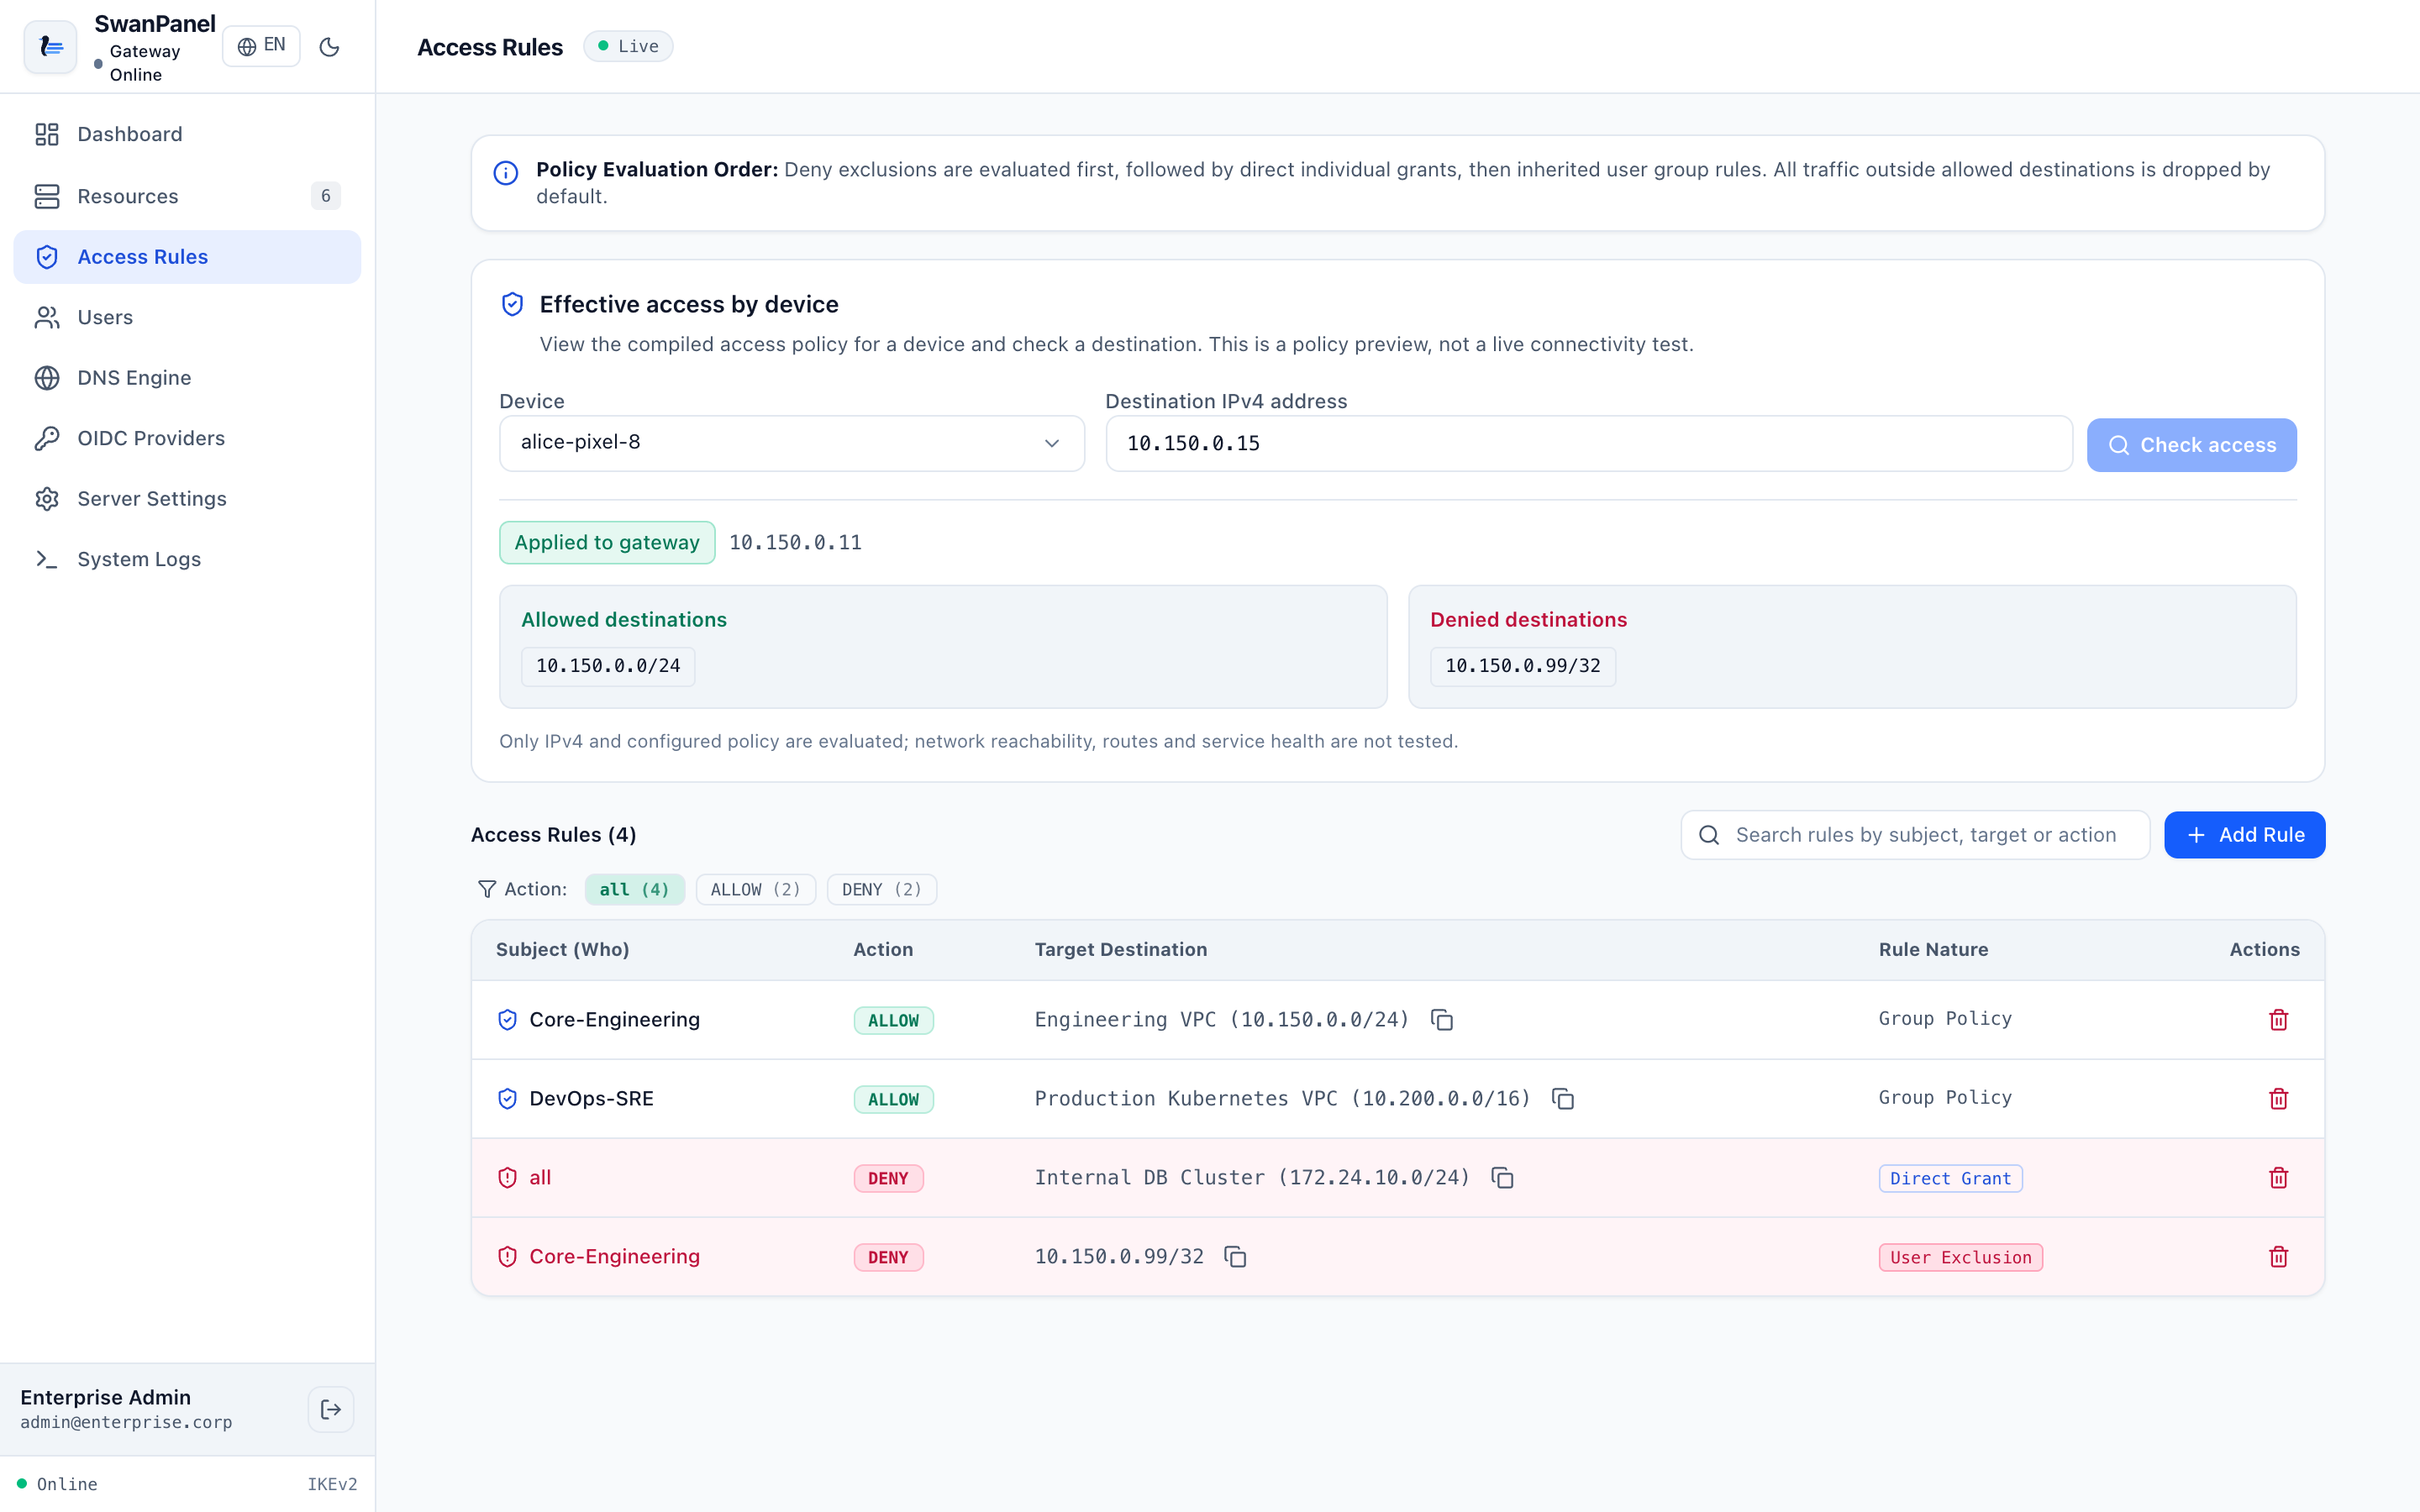 SwanPanel
Gateway
Online
EN
Access Rules
Live
Dashboard
Resources
6
Access Rules
Users
DNS Engine
OIDC Providers
Server Settings
System Logs
Enterprise Admin
admin@enterprise.corp
Online
IKEv2
Policy Evaluation Order: Deny exclusions are evaluated first, followed by direct individual grants, then inherited user group rules. All traffic outside allowed destinations is dropped by
default.
Effective access by device
View the compiled access policy for a device and check a destination. This is a policy preview, not a live connectivity test.
Device
Destination IPv4 address
alice-pixel-8
10.150.0.15
Check access
Applied to gateway
10.150.0.11
Allowed destinations
10.150.0.0/24
Denied destinations
10.150.0.99/32
Only IPv4 and configured policy are evaluated; network reachability, routes and service health are not tested.
Access Rules (4)
Search rules by subject, target or action
Add Rule
Action:
all (4)
ALLOW (2)
DENY (2)
Subject (Who)
Action
Target Destination
Rule Nature
Actions
Core-Engineering
ALLOW
Engineering VPC (10.150.0.0/24)
Group Policy
DevOps-SRE
ALLOW
Production Kubernetes VPC (10.200.0.0/16)
Group Policy
all
DENY
Internal DB Cluster (172.24.10.0/24)
Direct Grant
Core-Engineering
DENY
10.150.0.99/32
User Exclusion